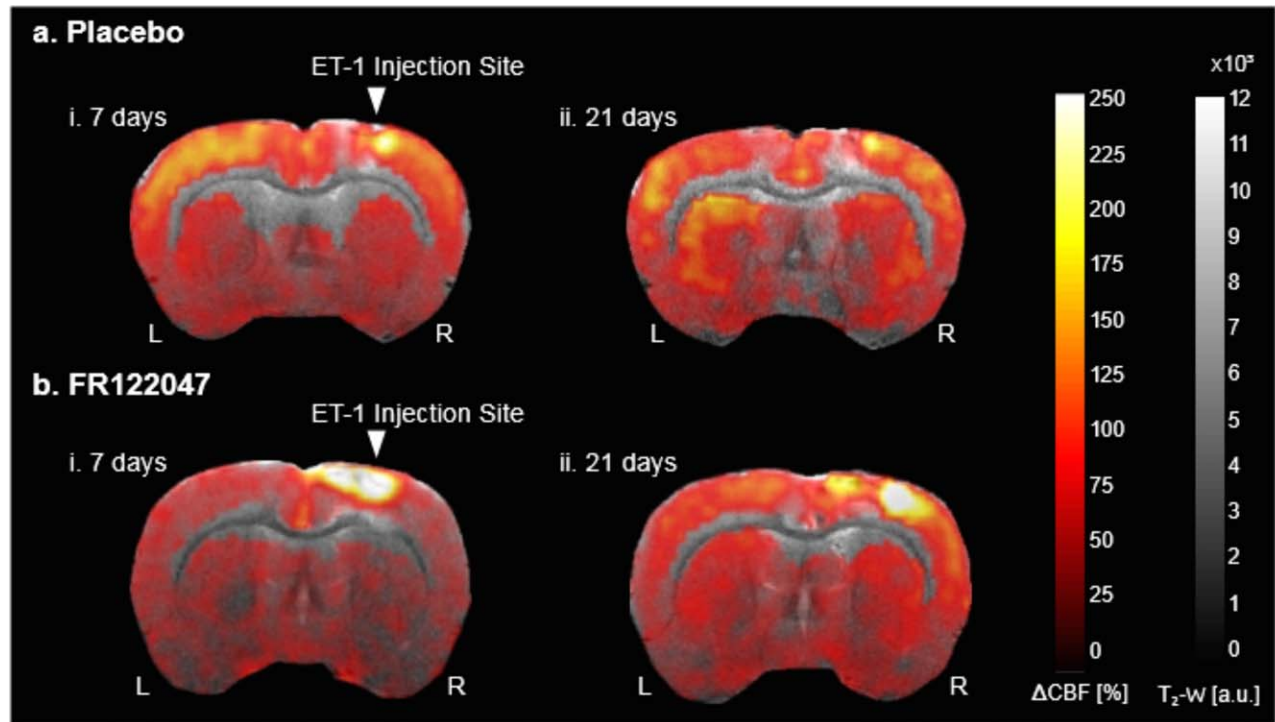 a. Placebo
ET-1 Injection Site
i. 7 days
ii. 21 days
L
R
L
R
b. FR122047
ET-1 Injection Site
i. 7 days
ii. 21 days
L
R
L
R
250
225
200
175
150
125
100
75
50
25
0
ΔCBF [%]
x10³
12
11
10
9
8
7
6
5
4
3
2
1
0
T₂-W [a.u.]